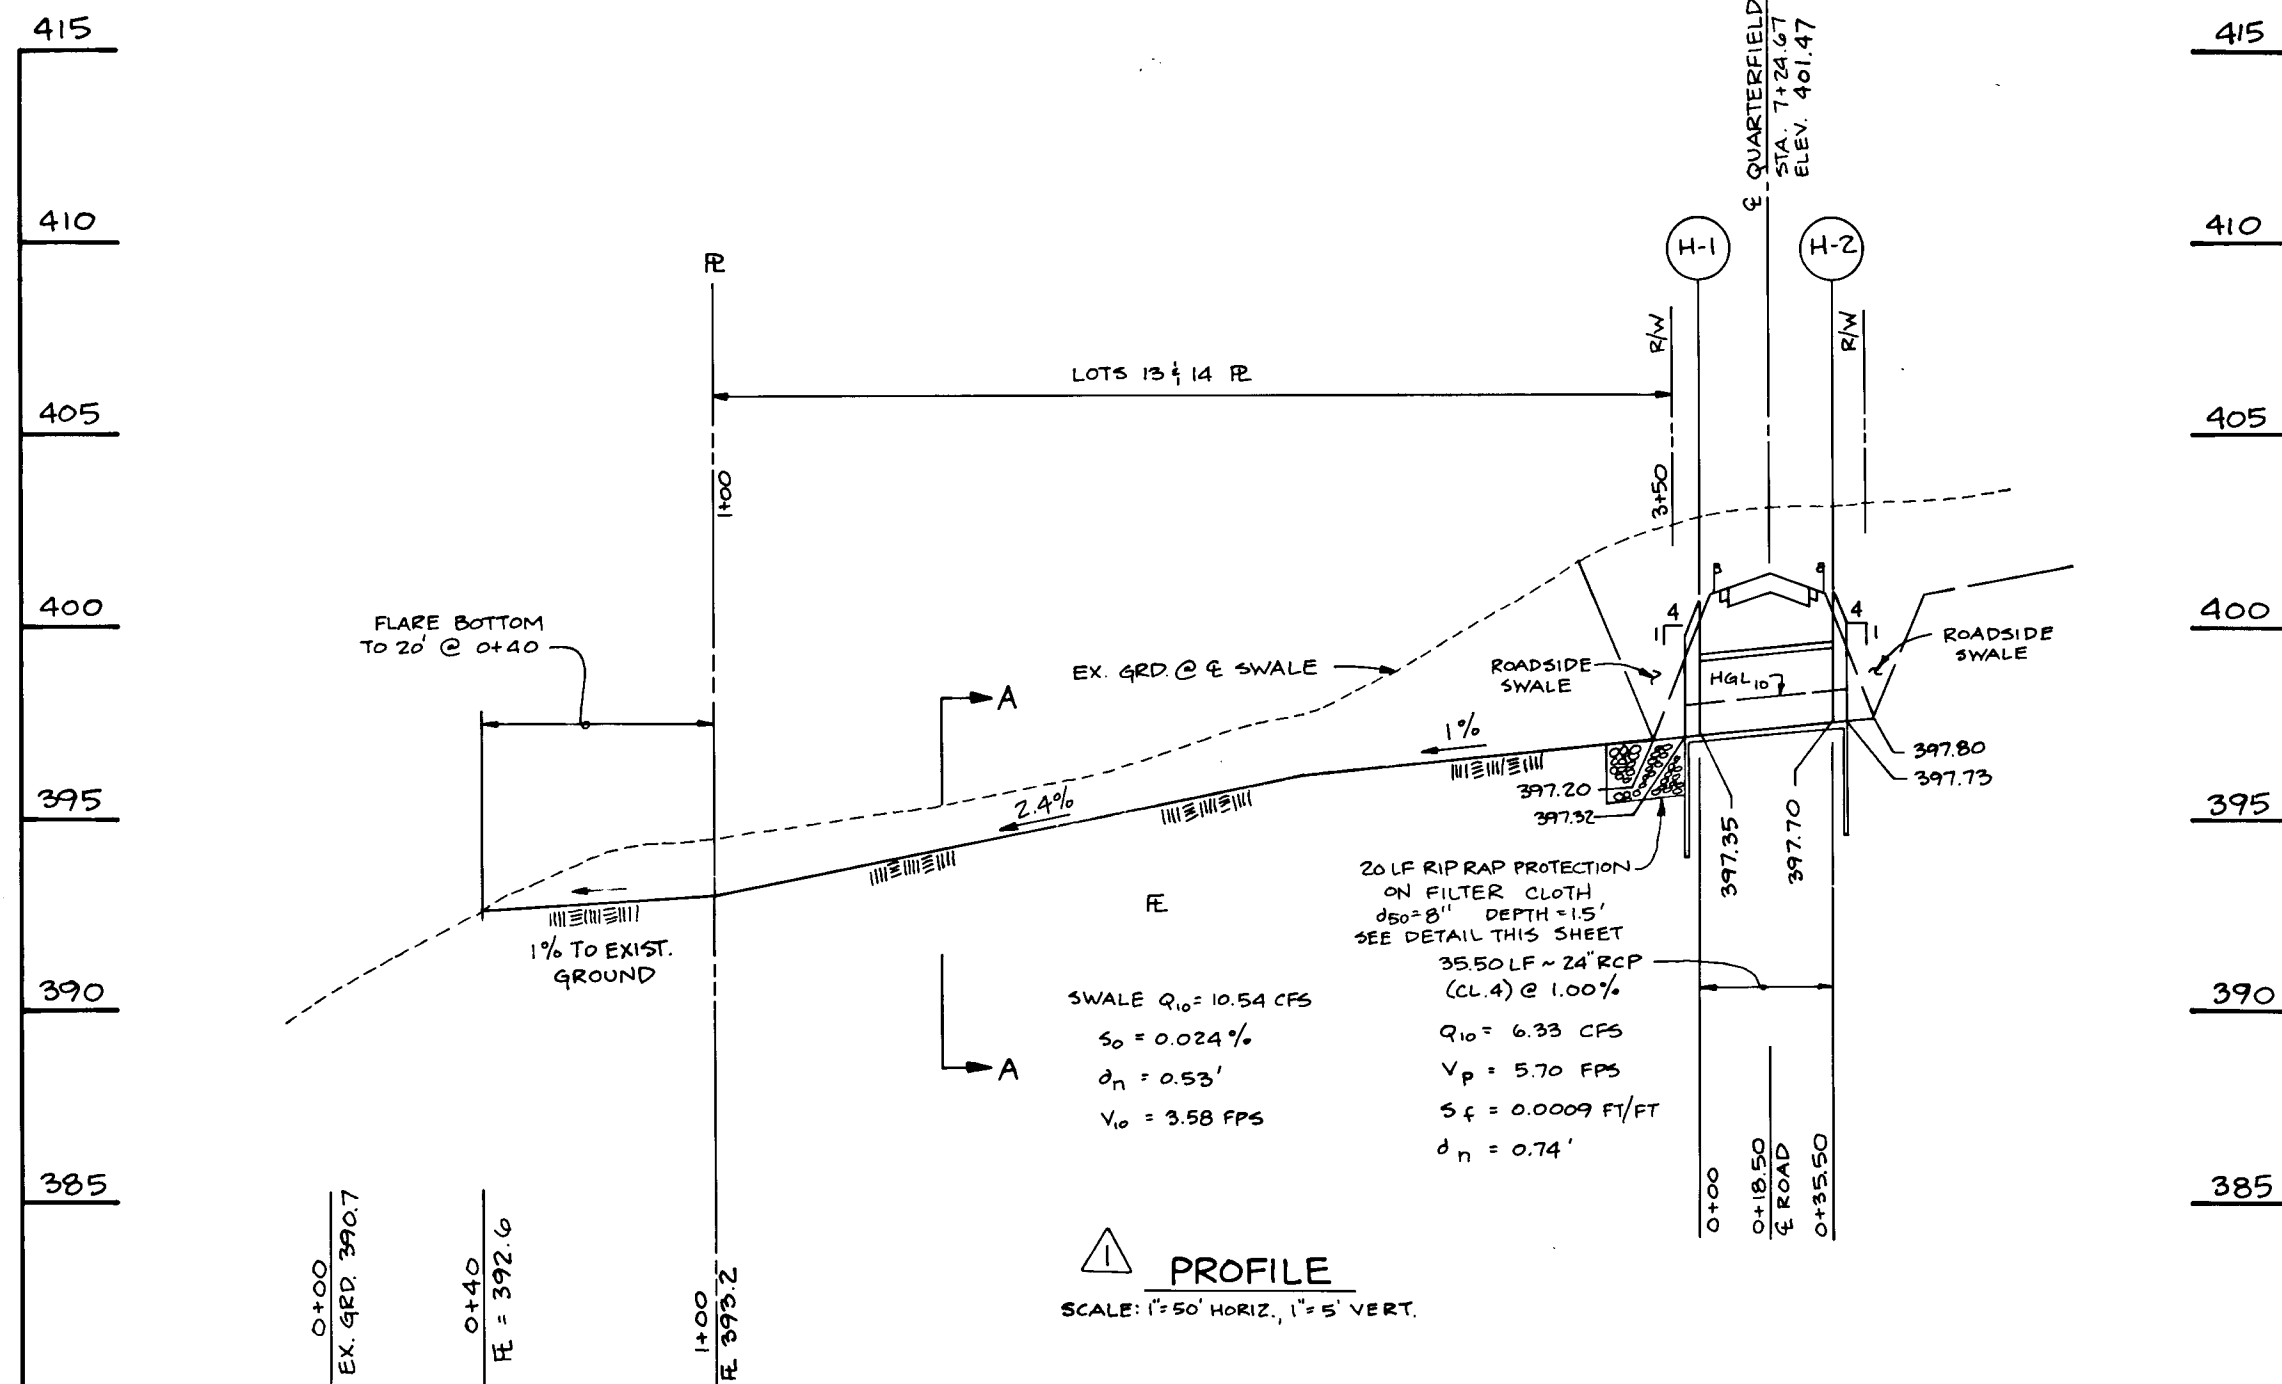 415
415
℄ QUARTERFIELD
STA. 7+24.67
ELEV. 401.47
410
410
H-1
H-2
R/W
R/W
LOTS 13 & 14 ⅊
405
405
1+00
3+50
400
400
FLARE BOTTOM
TO 20' @ 0+40
4
1
4
1
ROADSIDE
SWALE
EX. GRD. @ ℄ SWALE
ROADSIDE
SWALE
HGL10
A
1%
395
395
2.4%
397.80
397.73
397.20
397.32
397.35
397.70
1% TO EXIST.
GROUND
20 LF RIP RAP PROTECTION
ON FILTER CLOTH
d50=8" DEPTH=1.5'
SEE DETAIL THIS SHEET
35.50 LF ~ 24" RCP
(CL.4) @ 1.00%
390
390
SWALE Q10= 10.54 CFS
So = 0.024%
dn = 0.53'
V10 = 3.58 FPS
A
Q10= 6.33 CFS
Vp = 5.70 FPS
Sf = 0.0009 FT/FT
dn = 0.74'
385
385
0+00
0+18.50
℄ ROAD
0+35.50
0+00
EX. GRD. 390.7
0+40
FL = 392.6
1+00
FL 393.2
1
PROFILE
SCALE: 1"=50' HORIZ., 1"=5' VERT.